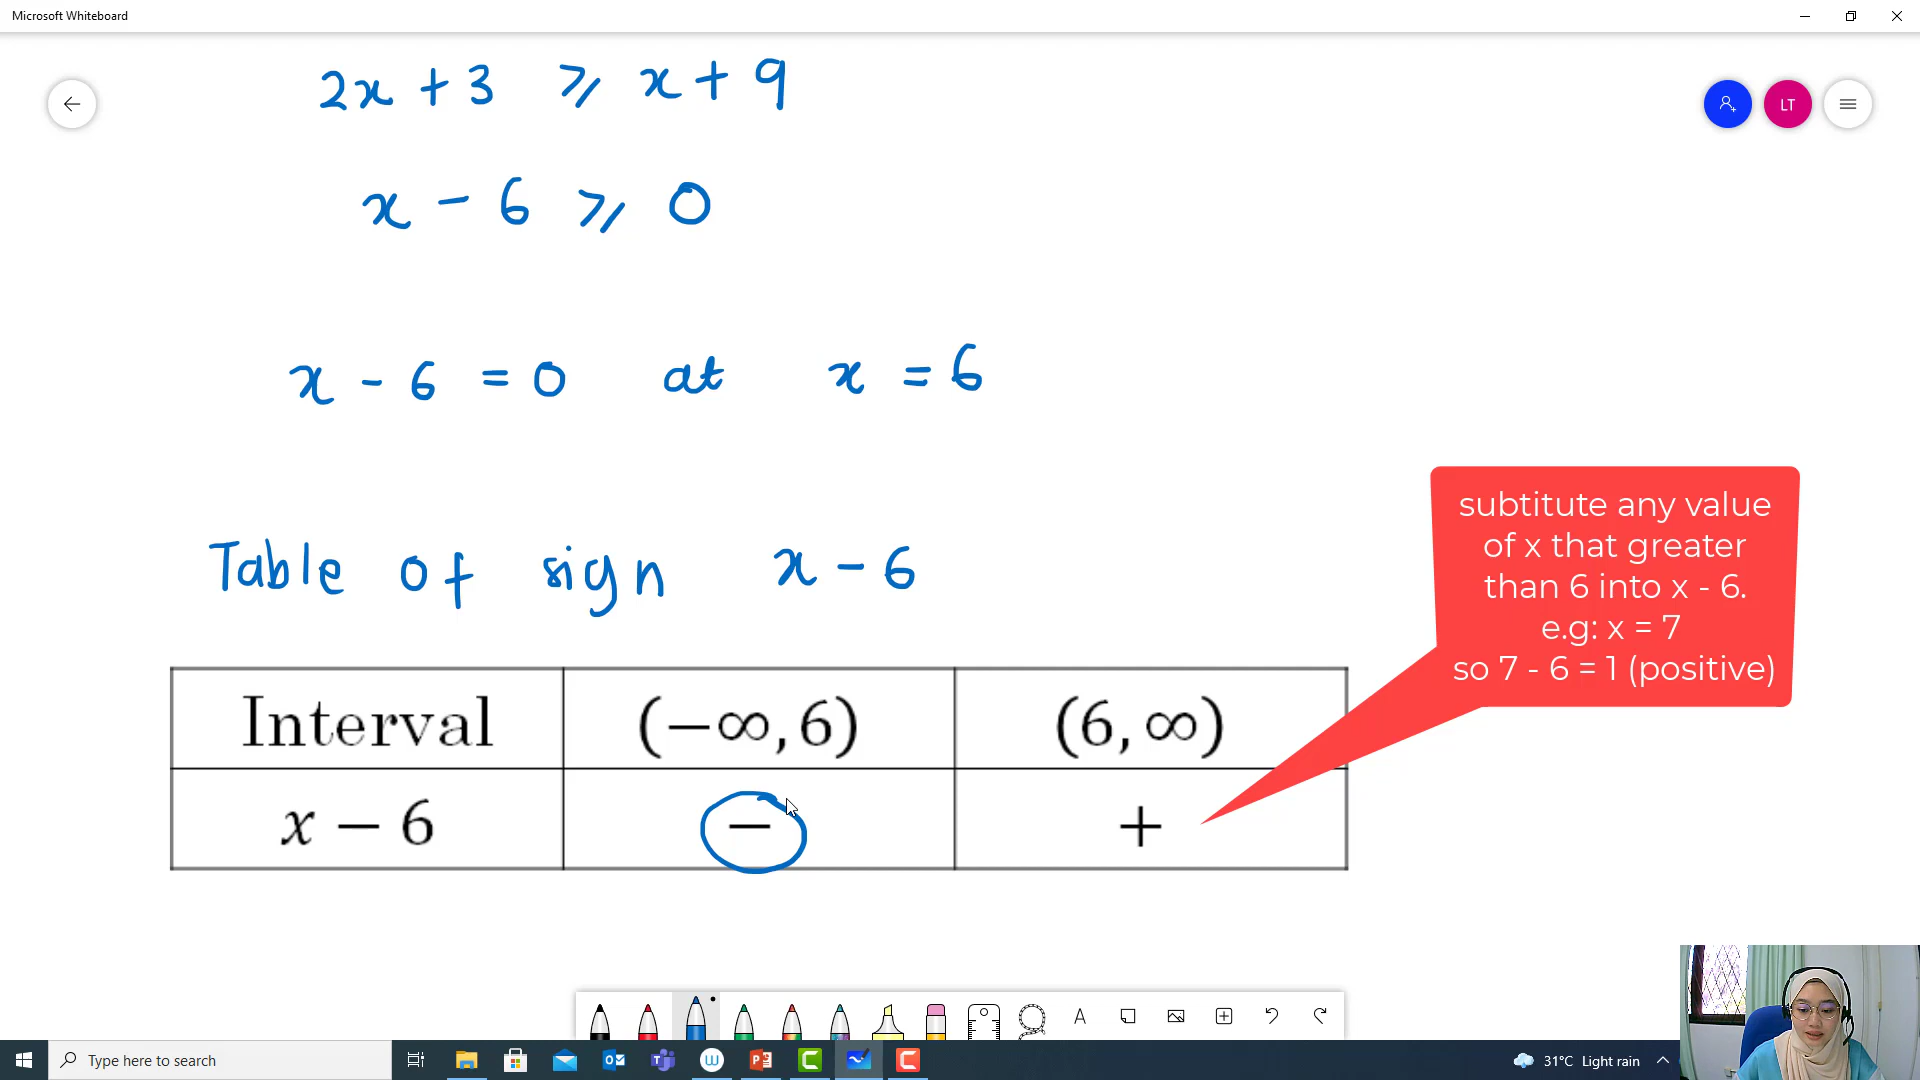 Microsoft Whiteboard
2x + 3 ⩾ x + 9
LT
x - 6 ⩾ 0
x - 6 = 0 at x = 6
subtitute any value
of x that greater
than 6 into x - 6.
e.g: x = 7
so 7 - 6 = 1 (positive)
Table of sign x - 6
Interval (−∞, 6) (6, ∞)
x − 6 − +
A
Type here to search
31°C Light rain